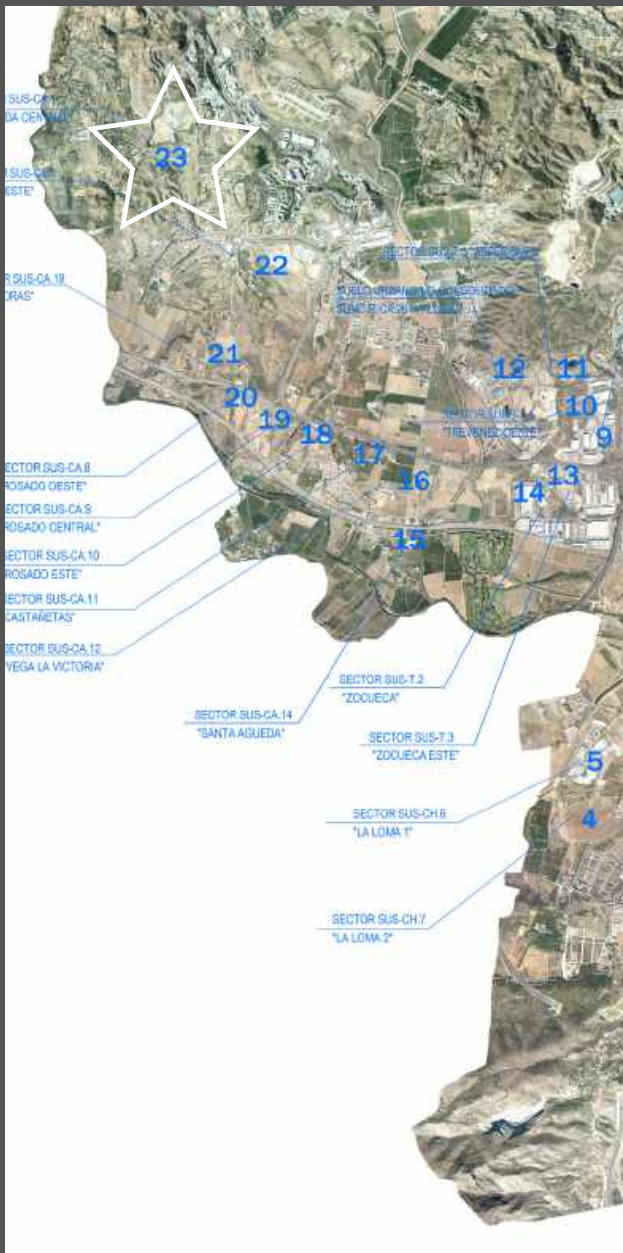 23
22
SUS-CA.19
21
12
11
20
10
19
18
9
17
SECTOR SUS-CA.8
ROSADO OESTE"
16
13
14
SECTOR SUS-CA.9
ROSADO CENTRAL"
15
SECTOR SUS-CA.10
ROSADO ESTE"
SECTOR SUS-CA.11
CASTAÑETAS"
SECTOR SUS-CA.12
"VEGA LA VICTORIA"
SECTOR SUS-T.2
"ZOCUECA"
SECTOR SUS-CA.14
"SANTA AGUEDA"
SECTOR SUS-T.3
"ZOCUECA ESTE"
5
SECTOR SUS-CH.6
"LA LOMA 1"
4
SECTOR SUS-CH.7
"LA LOMA 2"